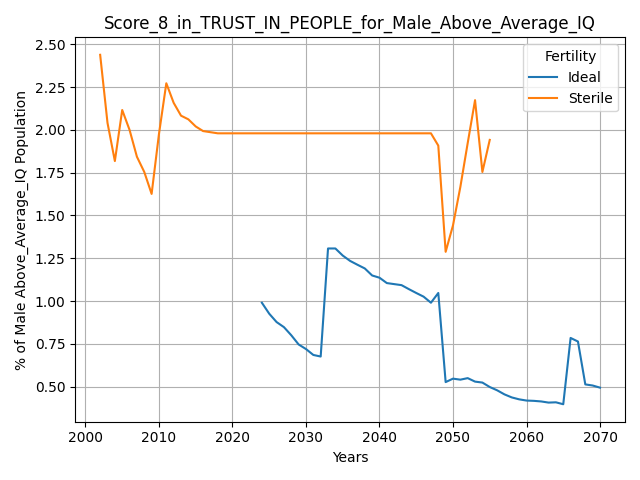 Score_8_in_TRUST_IN_PEOPLE_for_Male_Above_Average_IQ
% of Male Above_Average_IQ Population
2.50
2.25
2.00
1.75
1.50
1.25
1.00
0.75
0.50
Fertility
Ideal
Sterile
2000 2010 2020 2030 2040 2050 2060 2070
Years